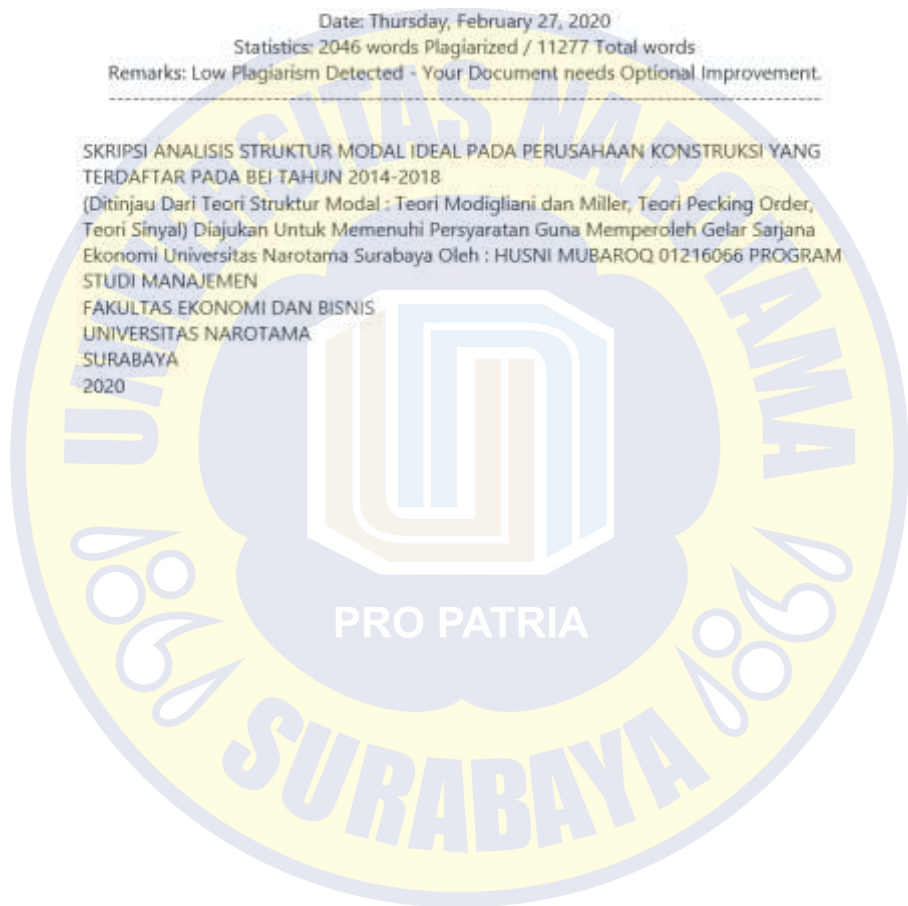 Date: Thursday, February 27, 2020
Statistics: 2046 words Plagiarized / 11277 Total words
Remarks: Low Plagiarism Detected - Your Document needs Optional Improvement.
-------------------------------------------------------------------------------------------
SKRIPSI ANALISIS STRUKTUR MODAL IDEAL PADA PERUSAHAAN KONSTRUKSI YANG
TERDAFTAR PADA BEI TAHUN 2014-2018
(Ditinjau Dari Teori Struktur Modal : Teori Modigliani dan Miller, Teori Pecking Order,
Teori Sinyal) Diajukan Untuk Memenuhi Persyaratan Guna Memperoleh Gelar Sarjana
Ekonomi Universitas Narotama Surabaya Oleh : HUSNI MUBAROQ 01216066 PROGRAM
STUDI MANAJEMEN
FAKULTAS EKONOMI DAN BISNIS
UNIVERSITAS NAROTAMA
SURABAYA
2020
UNIVERSITAS NAROTAMA
PRO PATRIA
SURABAYA